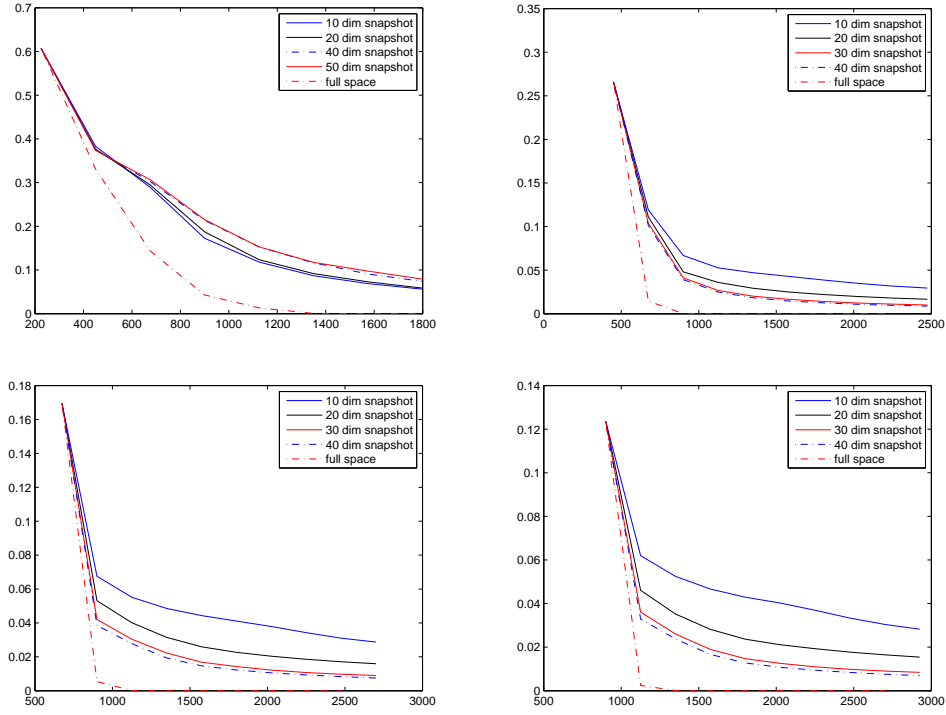 0.7
0.6
0.5
0.4
0.3
0.2
0.1
0
200 400 600 800 1000 1200 1400 1600 1800
10 dim snapshot
20 dim snapshot
40 dim snapshot
50 dim snapshot
full space
0.35
0.3
0.25
0.2
0.15
0.1
0.05
0
0 500 1000 1500 2000 2500
10 dim snapshot
20 dim snapshot
30 dim snapshot
40 dim snapshot
full space
0.18
0.16
0.14
0.12
0.1
0.08
0.06
0.04
0.02
0
500 1000 1500 2000 2500 3000
10 dim snapshot
20 dim snapshot
30 dim snapshot
40 dim snapshot
full space
0.14
0.12
0.1
0.08
0.06
0.04
0.02
0
500 1000 1500 2000 2500 3000
10 dim snapshot
20 dim snapshot
30 dim snapshot
40 dim snapshot
full space